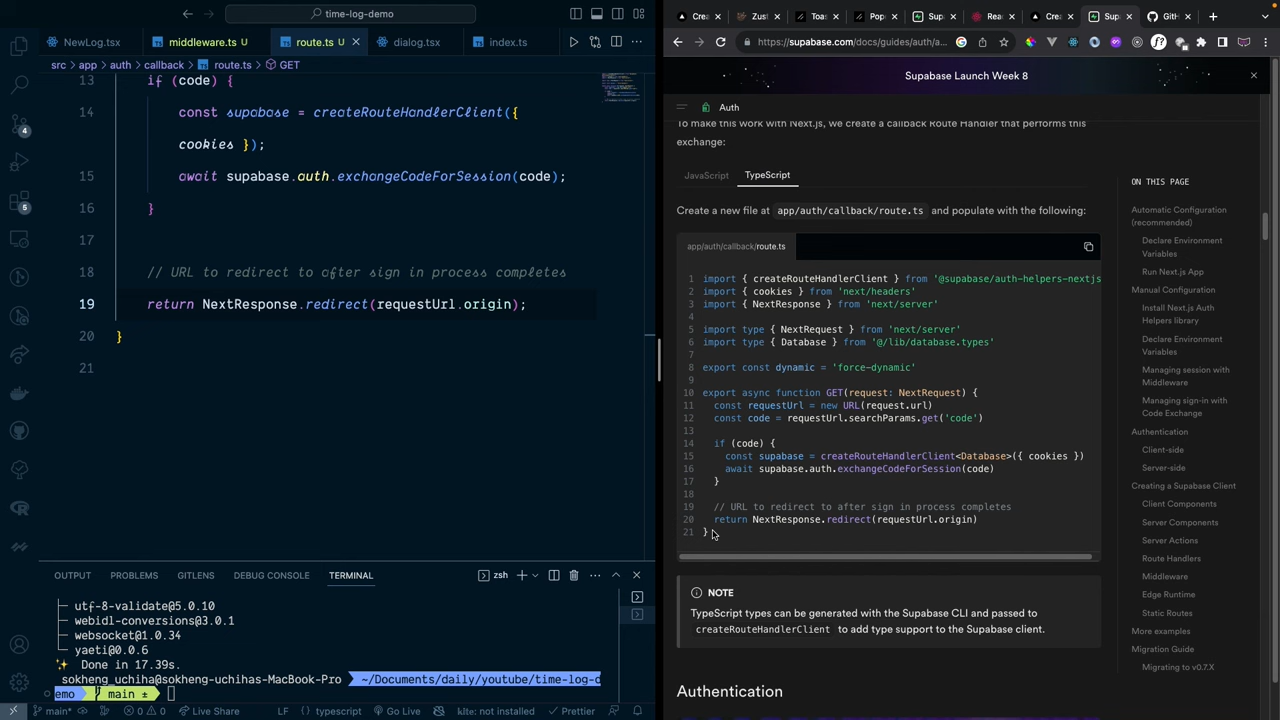 time-log-demo
NewLog.tsx
middleware.ts
route.ts
dialog.tsx
index.ts
src > app > auth > callback > route.ts > GET
13 if (code) {
14 const supabase = createRouteHandlerClient({
cookies });
15 await supabase.auth.exchangeCodeForSession(code);
16 }
17
18 // URL to redirect to after sign in process completes
19 return NextResponse.redirect(requestUrl.origin);
20 }
21
4
5
OUTPUT PROBLEMS GITLENS DEBUG CONSOLE TERMINAL
zsh
├─ utf-8-validate@5.0.10
├─ webidl-conversions@3.0.1
├─ websocket@1.0.34
└─ yaeti@0.0.6
✨ Done in 17.39s.
sokheng_uchiha@sokheng-uchihas-MacBook-Pro ~/Documents/daily/youtube/time-log-d
emo main ±
main* 0 0 Live Share LF typescript Go Live kite: not installed Prettier
Crea
Zust
Toas
Pop
Supa
Rea
Crea
Sup
GitH
https://supabase.com/docs/guides/auth/a...
Supabase Launch Week 8
Auth
To make this work with Next.js, we create a callback Route Handler that performs this
exchange:
JavaScript TypeScript
Create a new file at app/auth/callback/route.ts and populate with the following:
app/auth/callback/route.ts
1 import { createRouteHandlerClient } from '@supabase/auth-helpers-nextjs
2 import { cookies } from 'next/headers'
3 import { NextResponse } from 'next/server'
4
5 import type { NextRequest } from 'next/server'
6 import type { Database } from '@/lib/database.types'
7
8 export const dynamic = 'force-dynamic'
9
10 export async function GET(request: NextRequest) {
11 const requestUrl = new URL(request.url)
12 const code = requestUrl.searchParams.get('code')
13
14 if (code) {
15 const supabase = createRouteHandlerClient<Database>({ cookies })
16 await supabase.auth.exchangeCodeForSession(code)
17 }
18
19 // URL to redirect to after sign in process completes
20 return NextResponse.redirect(requestUrl.origin)
21 }
NOTE
TypeScript types can be generated with the Supabase CLI and passed to
createRouteHandlerClient to add type support to the Supabase client.
Authentication
ON THIS PAGE
Automatic Configuration
(recommended)
Declare Environment
Variables
Run Next.js App
Manual Configuration
Install Next.js Auth
Helpers library
Declare Environment
Variables
Managing session with
Middleware
Managing sign-in with
Code Exchange
Authentication
Client-side
Server-side
Creating a Supabase Client
Client Components
Server Components
Server Actions
Route Handlers
Middleware
Edge Runtime
Static Routes
More examples
Migration Guide
Migrating to v0.7.X